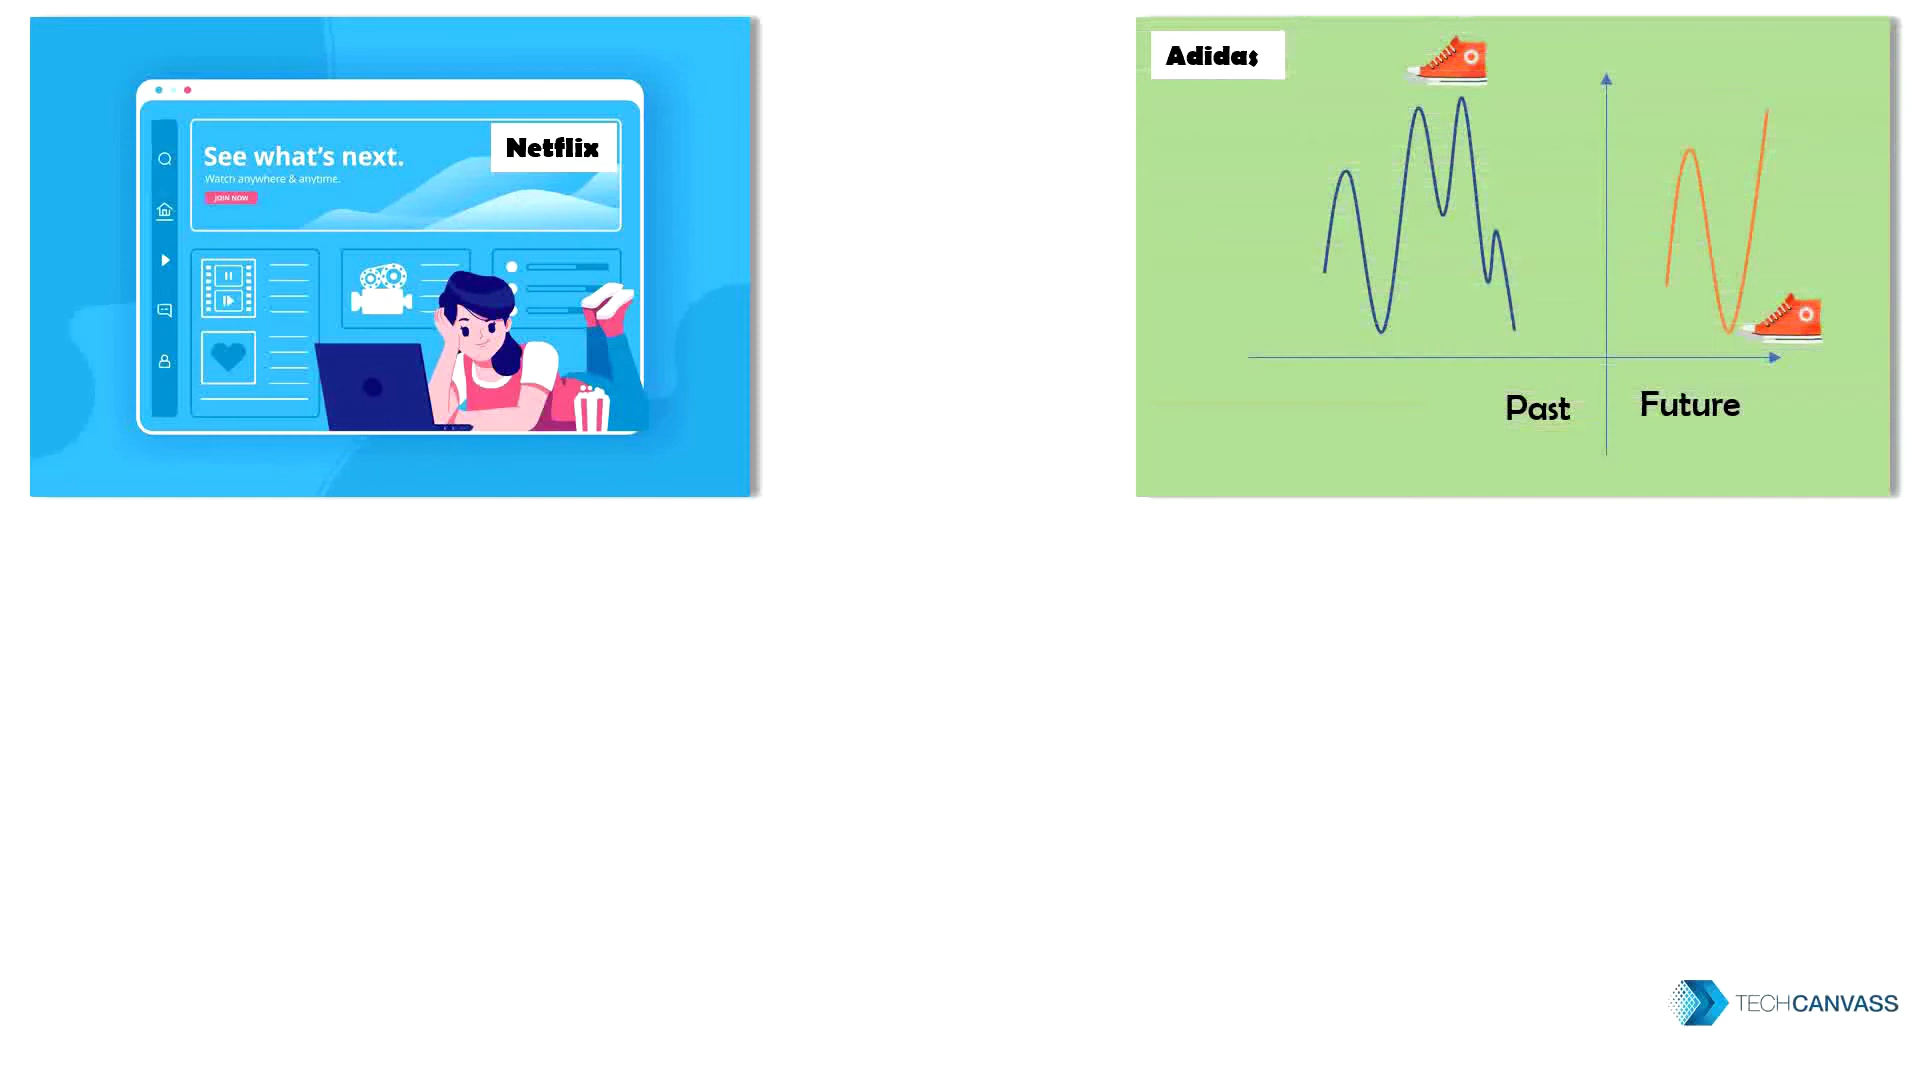 See what's next.
Watch anywhere & anytime.
JOIN NOW
Netflix
Adidas
Past
Future
TECHCANVASS